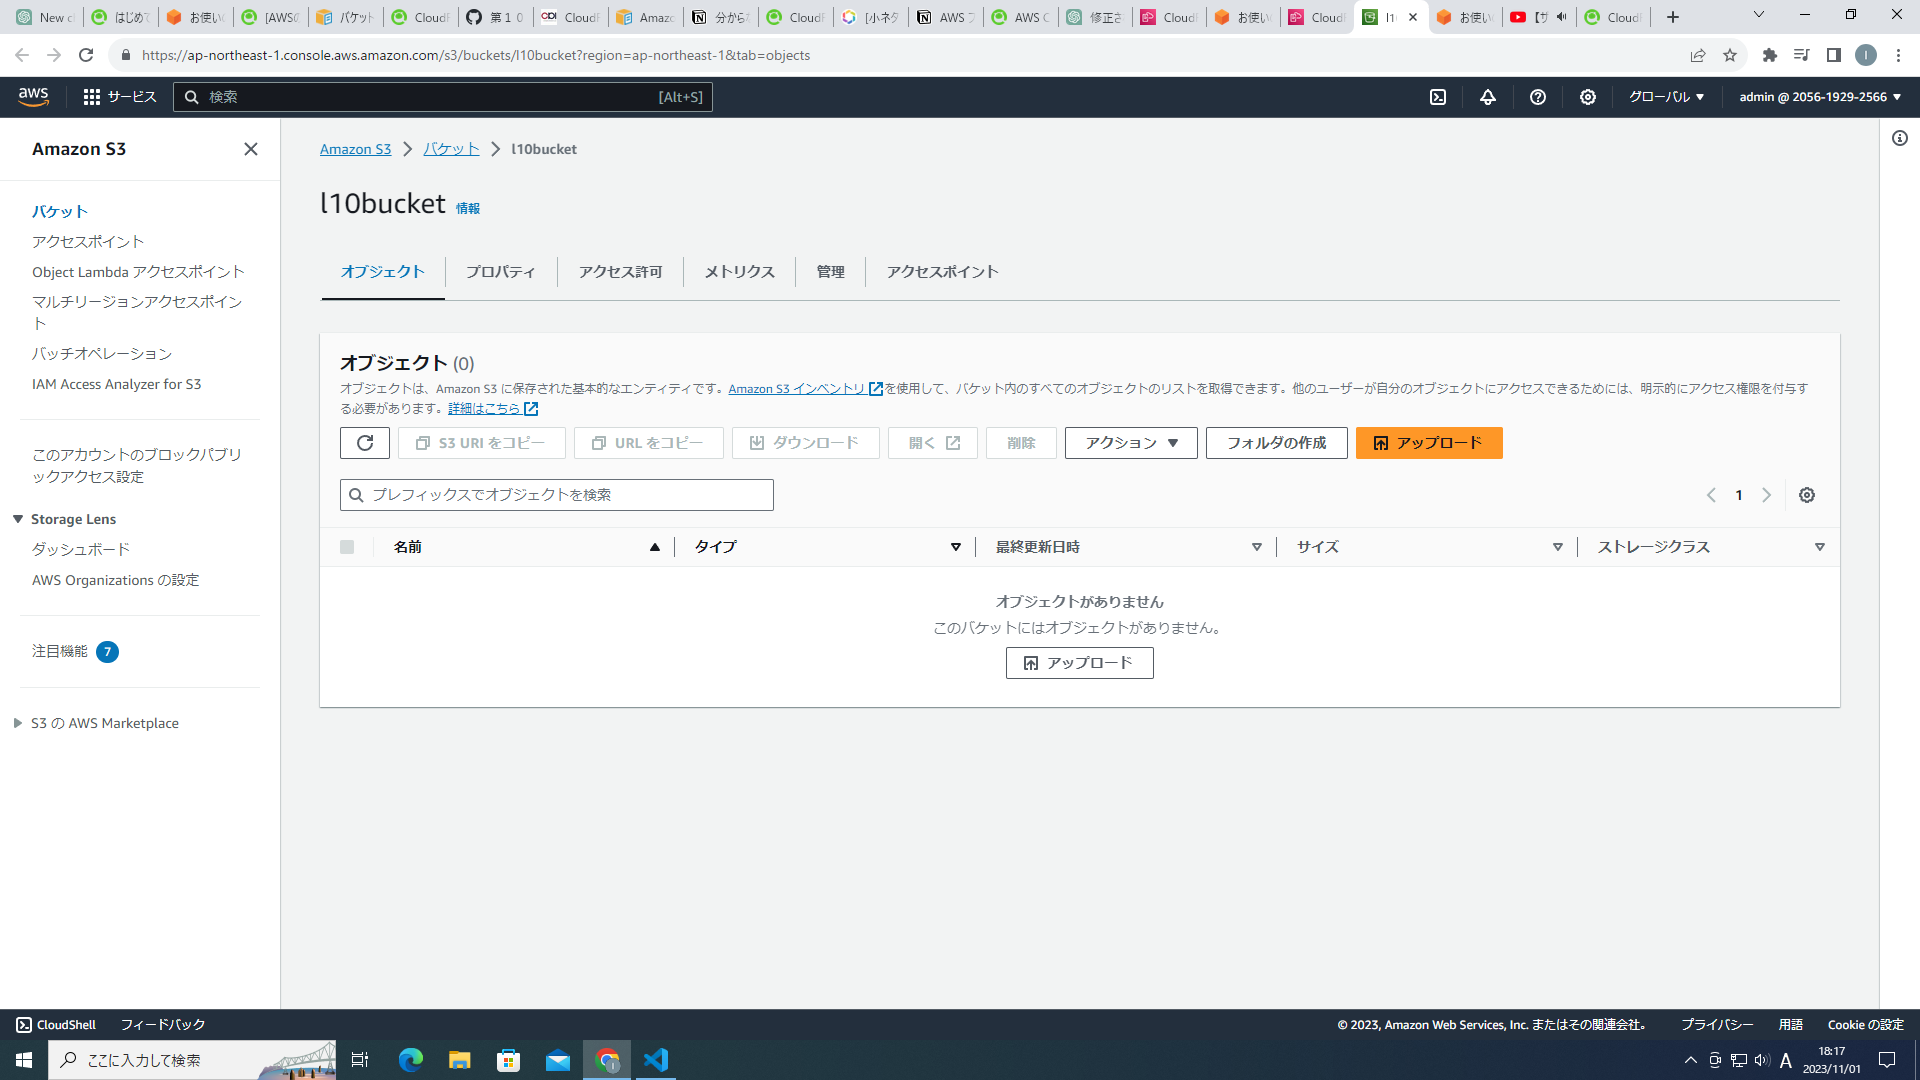 New c
はじめて
お使い
[AWSの
バケット
CloudF
第１０
CloudF
Amazo
分から
CloudF
[小ネタ
AWS フ
AWS C
修正さ
CloudF
お使い
CloudF
l1
お使い
CloudF
https://ap-northeast-1.console.aws.amazon.com/s3/buckets/l10bucket?region=ap-northeast-1&tab=objects
aws
サービス
検索
[Alt+S]
グローバル
admin @ 2056-1929-2566
Amazon S3
バケット
アクセスポイント
Object Lambda アクセスポイント
マルチリージョンアクセスポイン
ト
バッチオペレーション
IAM Access Analyzer for S3
このアカウントのブロックパブリ
ックアクセス設定
Storage Lens
ダッシュボード
AWS Organizations の設定
注目機能 7
S3 の AWS Marketplace
Amazon S3 > バケット > l10bucket
l10bucket 情報
オブジェクト
プロパティ
アクセス許可
メトリクス
管理
アクセスポイント
オブジェクト (0)
オブジェクトは、Amazon S3 に保存された基本的なエンティティです。Amazon S3 インベントリ を使用して、バケット内のすべてのオブジェクトのリストを取得できます。他のユーザーが自分のオブジェクトにアクセスできるためには、明示的にアクセス権限を付与す
る必要があります。詳細はこちら
S3 URI をコピー
URL をコピー
ダウンロード
開く
削除
アクション
フォルダの作成
アップロード
プレフィックスでオブジェクトを検索
1
名前
タイプ
最終更新日時
サイズ
ストレージクラス
オブジェクトがありません
このバケットにはオブジェクトがありません。
アップロード
CloudShell
フィードバック
© 2023, Amazon Web Services, Inc. またはその関連会社。
プライバシー
用語
Cookie の設定
ここに入力して検索
A
18:17
2023/11/01